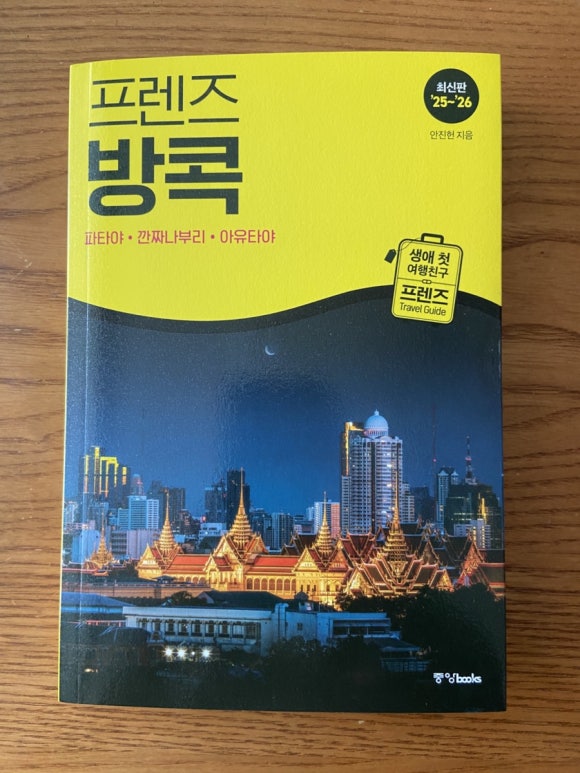 프렌즈
방콕
파타야 • 깐짜나부리 • 아유타야
최신판
'25~'26
안진헌 지음
생애 첫
여행친구
프렌즈
Travel Guide
중앙books